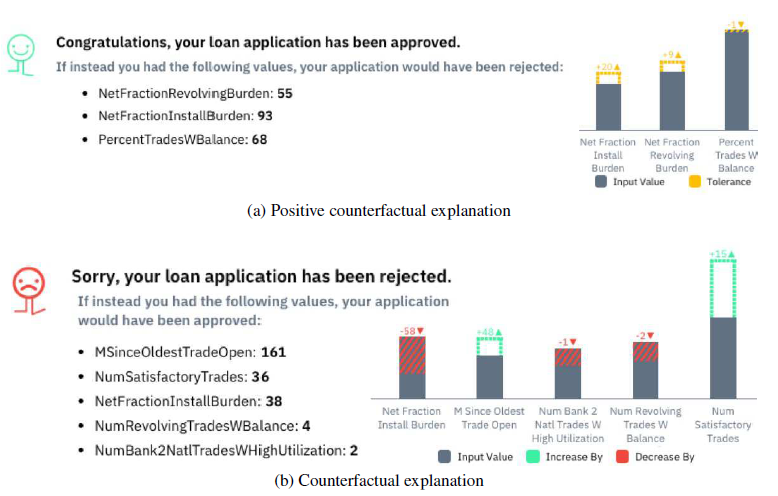 Congratulations, your loan application has been approved.
If instead you had the following values, your application would have been rejected:
• NetFractionRevolvingBurden: 55
• NetFractionInstallBurden: 93
• PercentTradesWBalance: 68
+20▲
+9▲
-1▼
Net Fraction Install Burden
Net Fraction Revolving Burden
Percent Trades W Balance
Input Value
Tolerance
(a) Positive counterfactual explanation
Sorry, your loan application has been rejected.
If instead you had the following values, your application
would have been approved:
• MSinceOldestTradeOpen: 161
• NumSatisfactoryTrades: 36
• NetFractionInstallBurden: 38
• NumRevolvingTradesWBalance: 4
• NumBank2NatlTradesWHighUtilization: 2
-58▼
+48▲
-1▼
-2▼
+15▲
Net Fraction Install Burden
M Since Oldest Trade Open
Num Bank 2 Natl Trades W High Utilization
Num Revolving Trades W Balance
Num Satisfactory Trades
Input Value
Increase By
Decrease By
(b) Counterfactual explanation